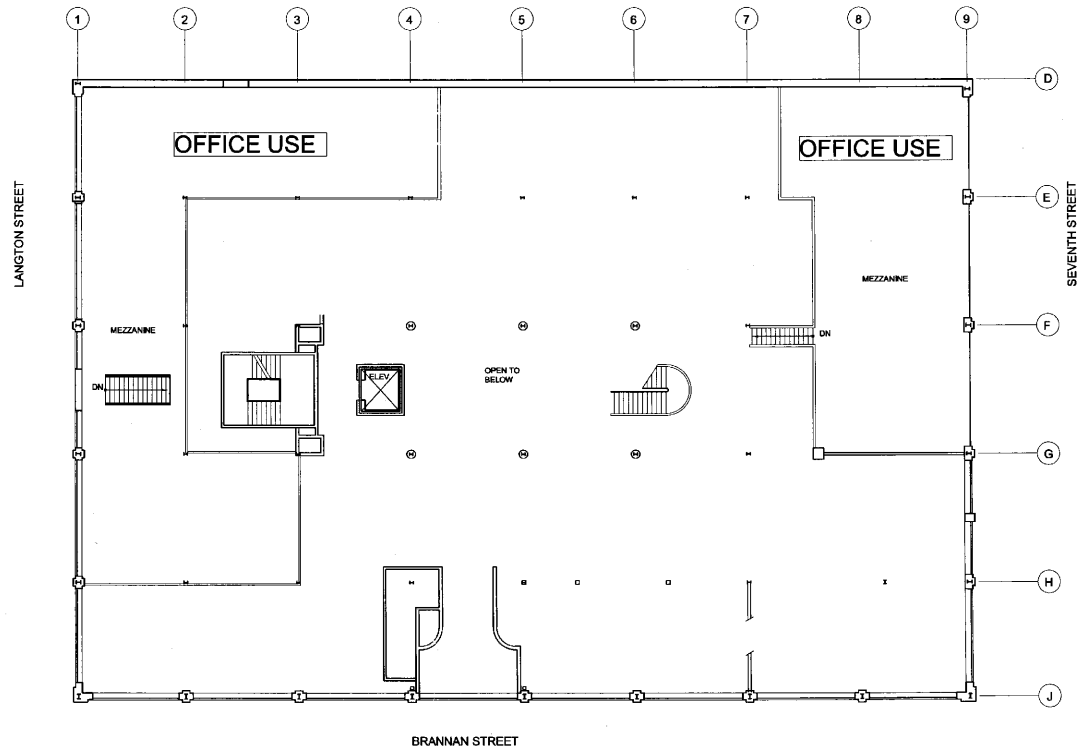 1 2 3 4 5 6 7 8 9
D
OFFICE USE
OFFICE USE
LANGTON STREET
E
SEVENTH STREET
MEZZANINE
F
MEZZANINE
DN
OPEN TO
BELOW
ELEV.
DN
G
H
J
BRANNAN STREET